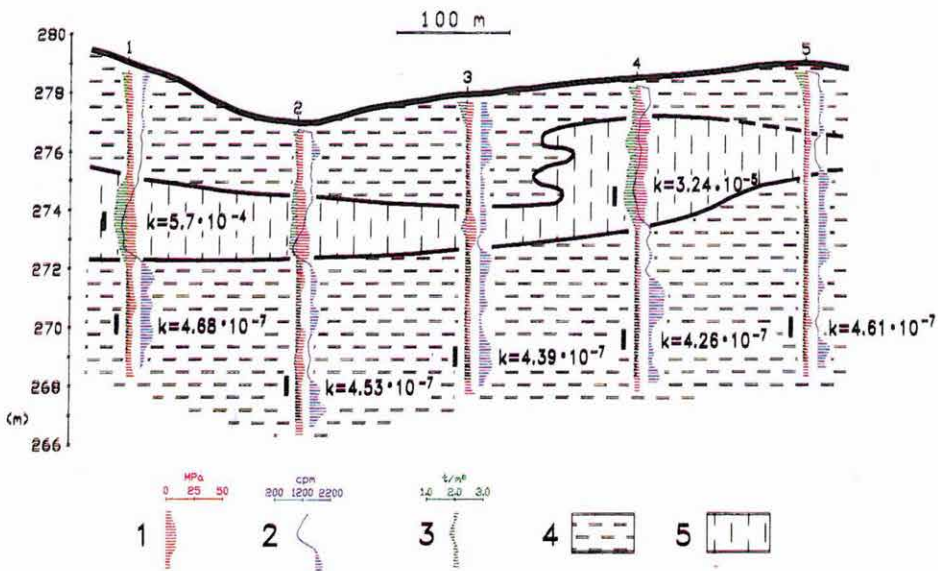 280
278
276
274
272
270
268
(m)
266
100 m
1
2
3
4
5
k=5.7·10⁻⁴
k=3.24·10⁻⁵
k=4.68·10⁻⁷
k=4.53·10⁻⁷
k=4.39·10⁻⁷
k=4.26·10⁻⁷
k=4.61·10⁻⁷
MPa
0 25 50
1
cpm
200 1200 2200
2
t/m³
1.0 2.0 3.0
3
4
5